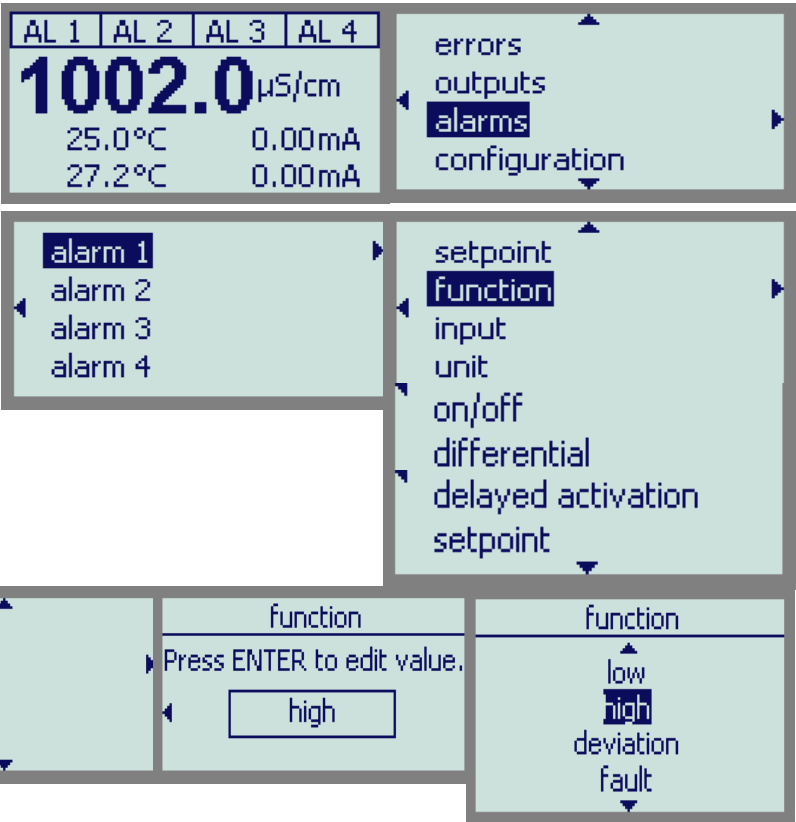 AL 1 AL 2 AL 3 AL 4
1002.0 µS/cm
25.0°C 0.00mA
27.2°C 0.00mA
errors
outputs
alarms
configuration
alarm 1
alarm 2
alarm 3
alarm 4
setpoint
function
input
unit
on/off
differential
delayed activation
setpoint
function
Press ENTER to edit value.
high
function
low
high
deviation
fault